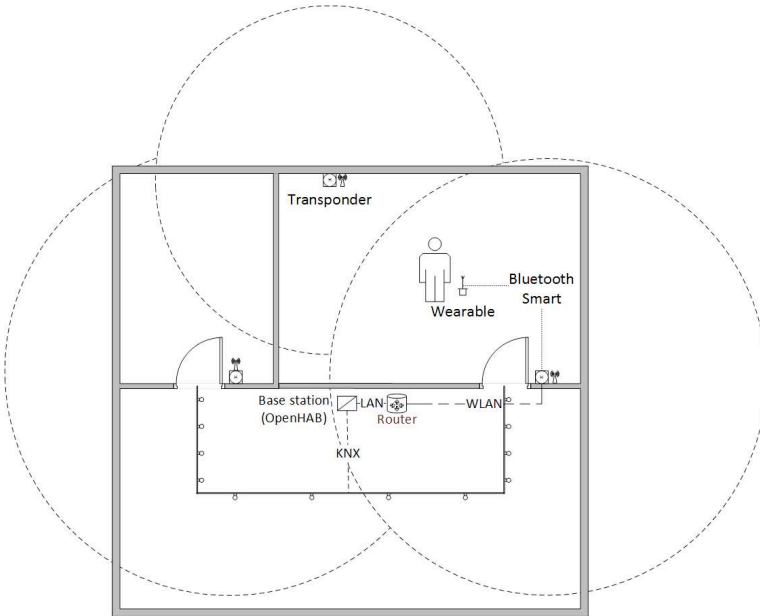 Transponder
Bluetooth
Smart
Wearable
Base station
(OpenHAB)
LAN
Router
WLAN
KNX